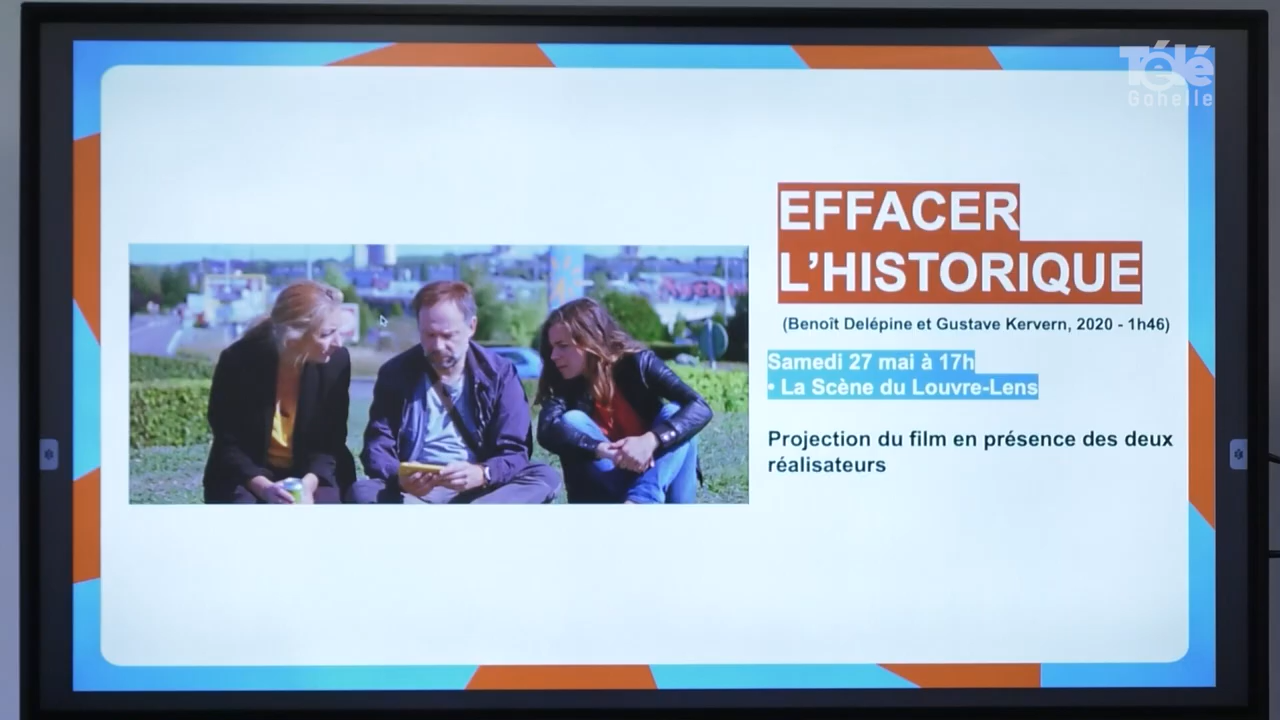 Télé
Gohelle
EFFACER
L'HISTORIQUE
(Benoît Delépine et Gustave Kervern, 2020 - 1h46)
Samedi 27 mai à 17h
• La Scène du Louvre-Lens
Projection du film en présence des deux
réalisateurs